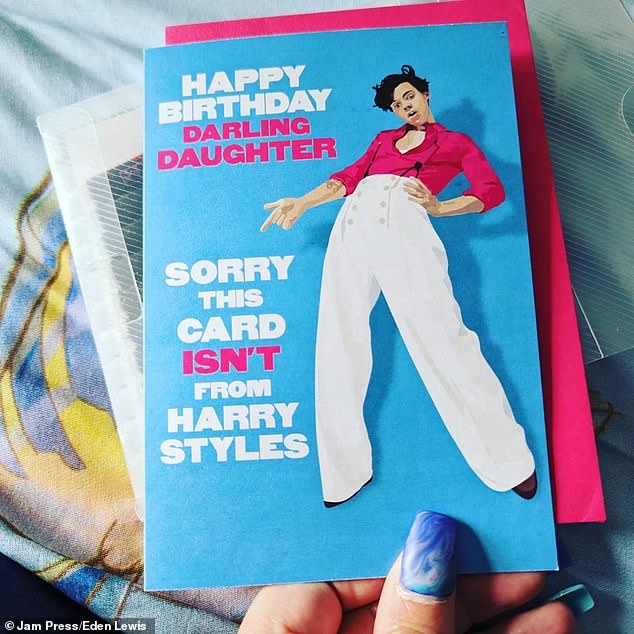 HAPPY
BIRTHDAY
DARLING
DAUGHTER
SORRY
THIS
CARD
ISN'T
FROM
HARRY
STYLES
© Jam Press/Eden Lewis